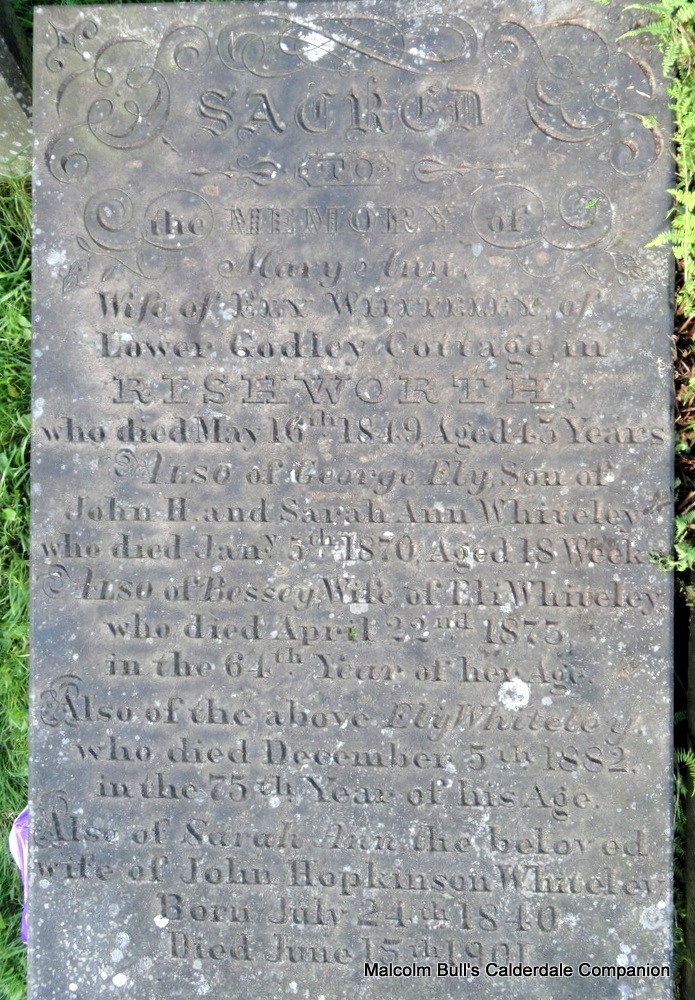 SACRED
TO
the MEMORY of
Mary Ann,
Wife of ELY WHITELEY, of
Lower Godley Cottage, in
RISHWORTH,
who died May 16th 1849, Aged 45 Years
ALSO of George Ely, Son of
John H. and Sarah Ann Whiteley
who died Jany 5th 1870, Aged 18 Weeks
ALSO of Bessey, Wife of Eli Whiteley
who died April 22nd 1875,
in the 64th Year of her Age.
Also of the above Ely Whiteley,
who died December 5th 1882,
in the 75th Year of his Age.
Also of Sarah Ann the beloved
wife of John Hopkinson Whiteley
Born July 24th 1840
Died June 15th 1901
Malcolm Bull's Calderdale Companion